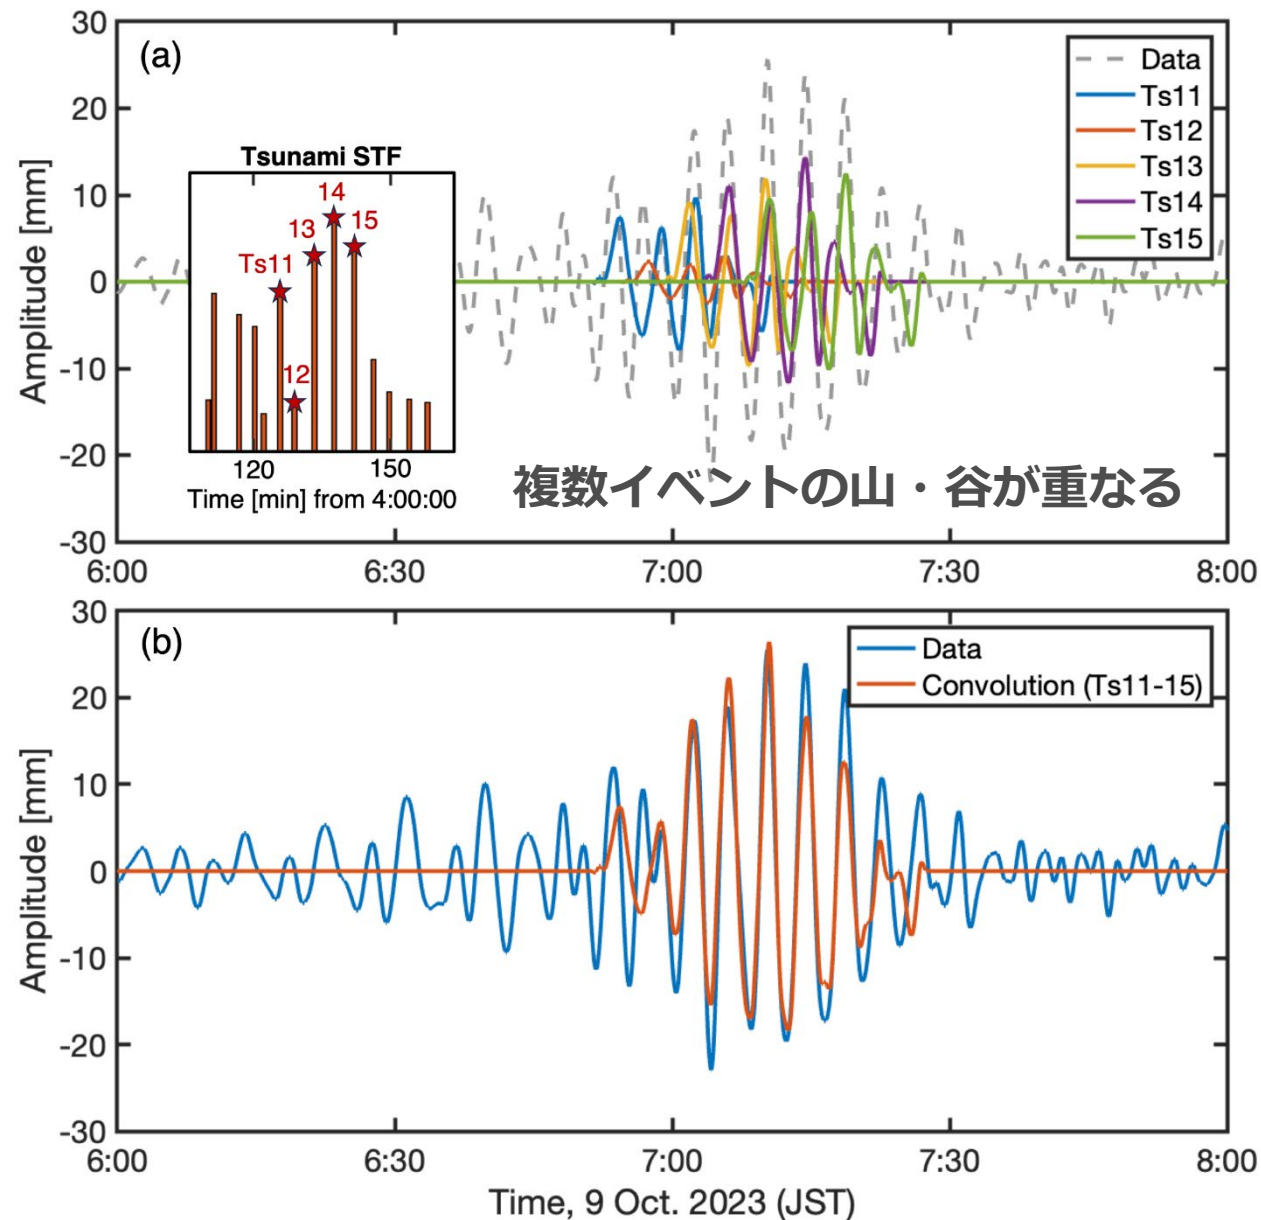 (a)
30
20
10
0
-10
-20
-30
Amplitude [mm]
Data
Ts11
Ts12
Ts13
Ts14
Ts15
Tsunami STF
14
13
15
Ts11
12
120
150
Time [min] from 4:00:00
複数イベントの山・谷が重なる
6:00
6:30
7:00
7:30
8:00
(b)
30
20
10
0
-10
-20
-30
Amplitude [mm]
Data
Convolution (Ts11-15)
6:00
6:30
7:00
7:30
8:00
Time, 9 Oct. 2023 (JST)